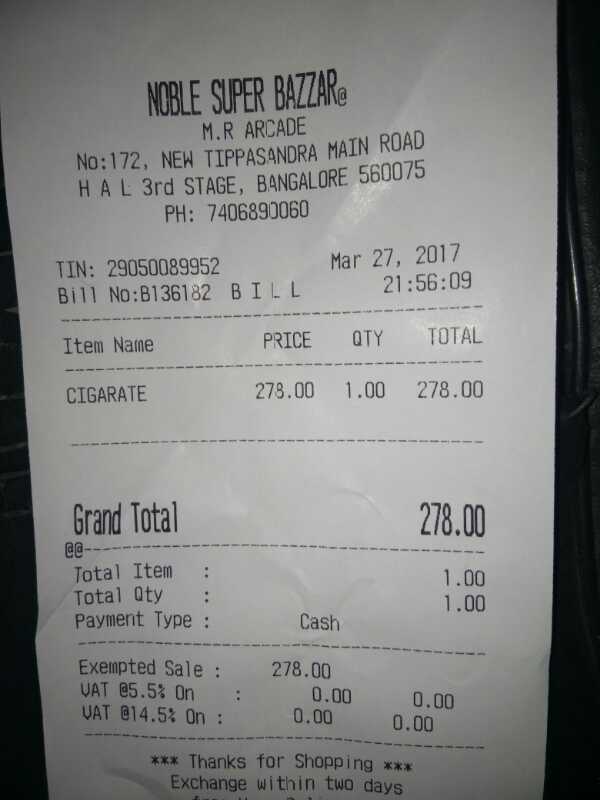 NOBLE SUPER BAZZAR@
M.R ARCADE
No:172, NEW TIPPASANDRA MAIN ROAD
H A L 3rd STAGE, BANGALORE 560075
PH: 7406890060
TIN: 29050089952 Mar 27, 2017
Bill No:B136182 B I L L 21:56:09
Item Name PRICE QTY TOTAL
CIGARATE 278.00 1.00 278.00
Grand Total 278.00
@@
Total Item : 1.00
Total Qty : 1.00
Payment Type : Cash
Exempted Sale : 278.00
VAT @5.5% On : 0.00 0.00
VAT @14.5% On : 0.00 0.00
*** Thanks for Shopping ***
Exchange within two days